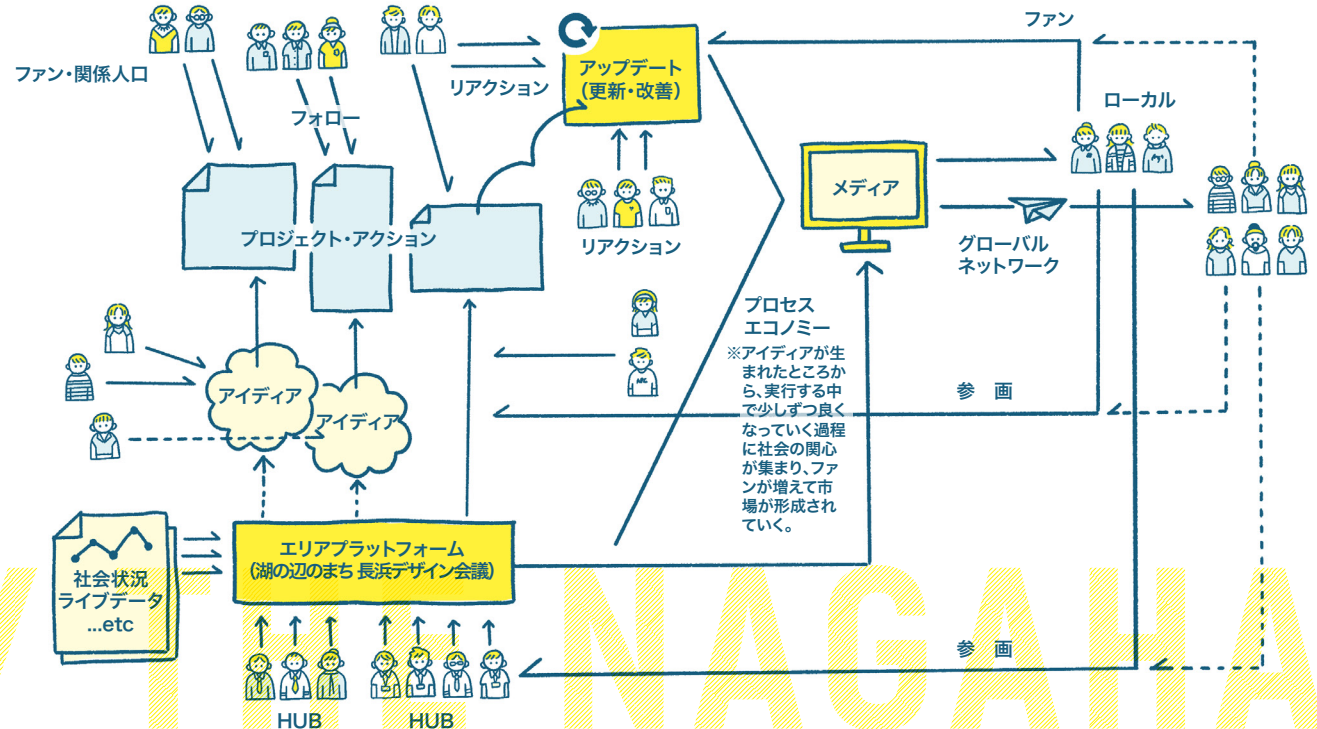 ファン
アップデート
(更新・改善)
ファン・関係人口
リアクション
ローカル
フォロー
メディア
プロジェクト・アクション
リアクション
グローバル
ネットワーク
プロセス
エコノミー
※アイディアが生
まれたところか
ら、実行する中
で少しずつ良く
なっていく過程
に社会の関心
が集まり、ファ
ンが増えて市
場が形成され
ていく。
アイディア
アイディア
参　画
エリアプラットフォーム
(湖の辺のまち 長浜デザイン会議)
社会状況
ライブデータ
...etc
参　画
HUB
HUB
Y THE NAGAHA